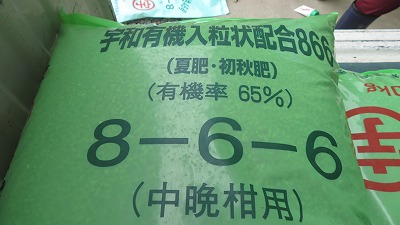 宇和有機入粒状配合866
(夏肥・初秋肥)
(有機率 65%)
8-6-6
(中晩柑用)